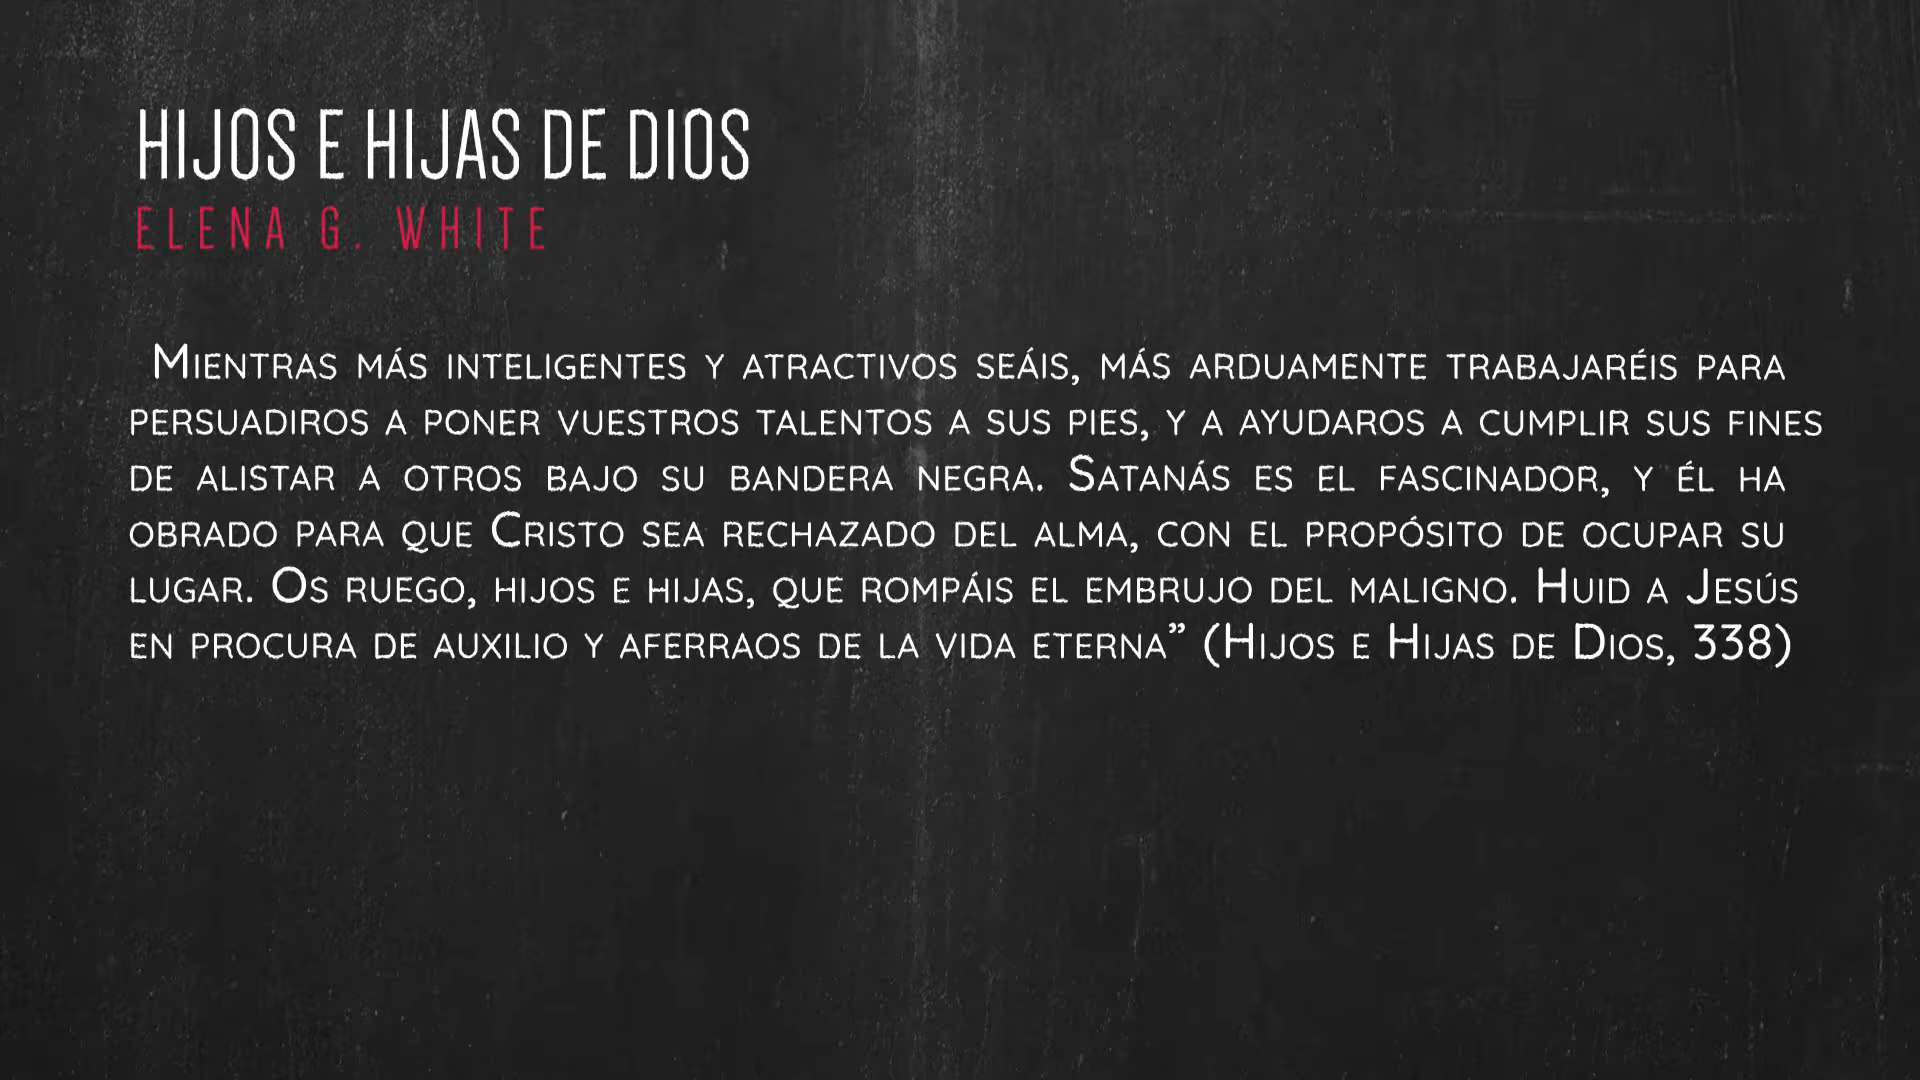 HIJOS E HIJAS DE DIOS
ELENA G. WHITE
Mientras más inteligentes y atractivos seáis, más arduamente trabajaréis para
persuadiros a poner vuestros talentos a sus pies, y a ayudaros a cumplir sus fines
de alistar a otros bajo su bandera negra. Satanás es el fascinador, y él ha
obrado para que Cristo sea rechazado del alma, con el propósito de ocupar su
lugar. Os ruego, hijos e hijas, que rompáis el embrujo del maligno. Huid a Jesús
en procura de auxilio y aferraos de la vida eterna” (Hijos e Hijas de Dios, 338)